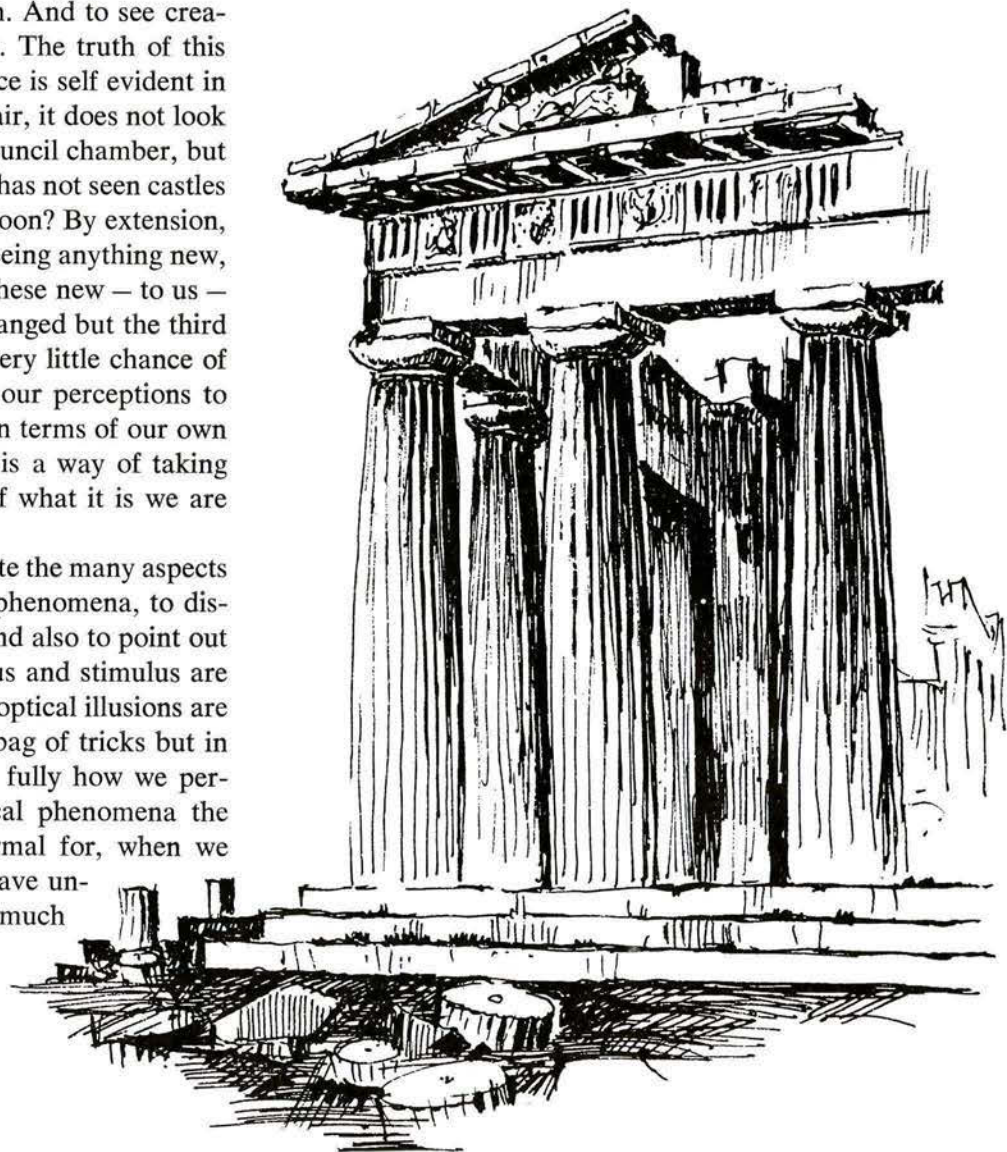 n. And to see crea-
. The truth of this
ce is self evident in
air, it does not look
uncil chamber, but
has not seen castles
oon? By extension,
eing anything new,
hese new – to us –
anged but the third
ery little chance of
our perceptions to
n terms of our own
is a way of taking
f what it is we are
te the many aspects
phenomena, to dis-
nd also to point out
us and stimulus are
optical illusions are
bag of tricks but in
fully how we per-
cal phenomena the
rmal for, when we
ave un-
much